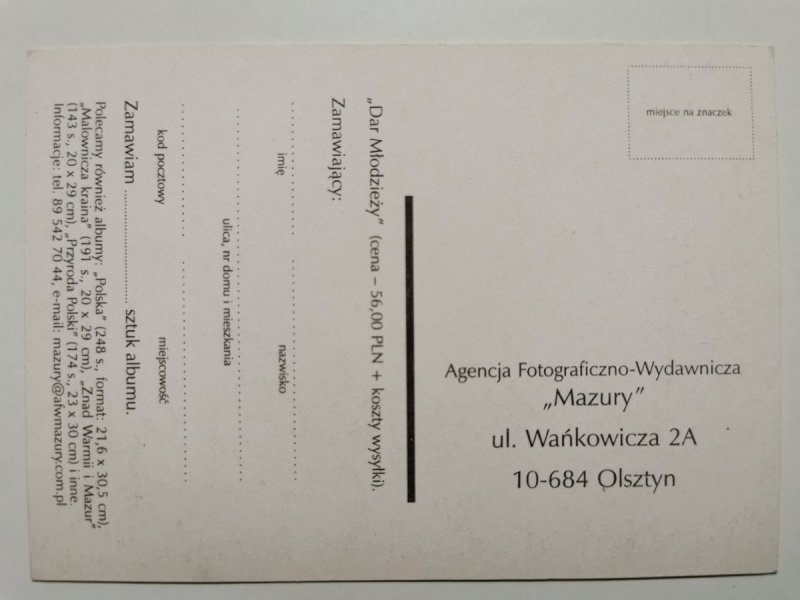 „Dar Młodzieży” (cena – 56,00 PLN + koszty wysyłki).
Zamawiający:
imię nazwisko
ulica, nr domu i mieszkania
kod pocztowy miejscowość
Zamawiam .......................... sztuk albumu.
Polecamy również albumy: „Polska” (248 s., format: 21,6 x 30,5 cm),
„Malownicza kraina” (191 s., 20 x 29 cm), „Znad Warmii i Mazur”
(143 s., 20 x 29 cm), „Przyroda Polski” (174 s., 23 x 30 cm) i inne.
Informacje: tel. 89 542 70 44, e-mail: mazury@afwmazury.com.pl
miejsce na znaczek
Agencja Fotograficzno-Wydawnicza
„Mazury”
ul. Wańkowicza 2A
10-684 Olsztyn